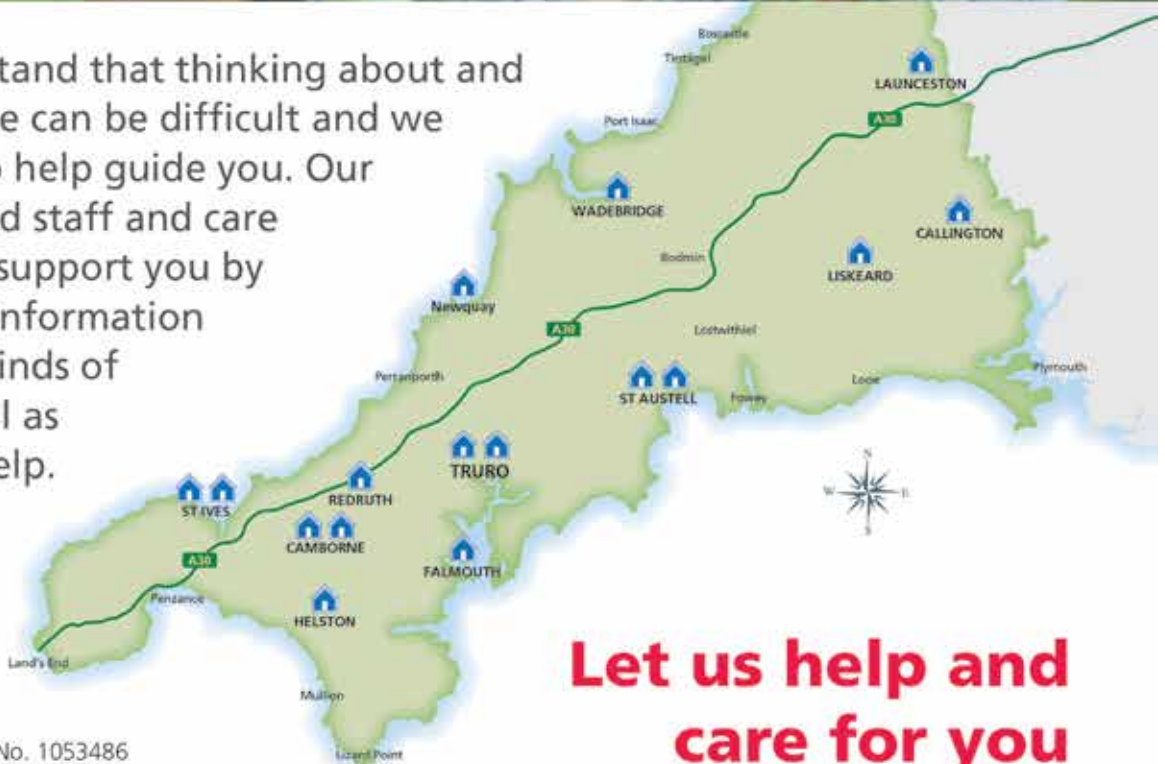 tand that thinking about and
e can be difficult and we
o help guide you. Our
d staff and care
support you by
nformation
inds of
l as
elp.
Boscastle
Tintagel
LAUNCESTON
A30
Port Isaac
WADEBRIDGE
CALLINGTON
Bodmin
LISKEARD
Newquay
A30
Lostwithiel
Perranporth
Plymouth
Looe
ST AUSTELL
Fowey
TRURO
REDRUTH
ST IVES
N
W
E
S
CAMBORNE
A30
FALMOUTH
Penzance
HELSTON
Land's End
Mullion
Lizard Point
Let us help and
care for you
No. 1053486